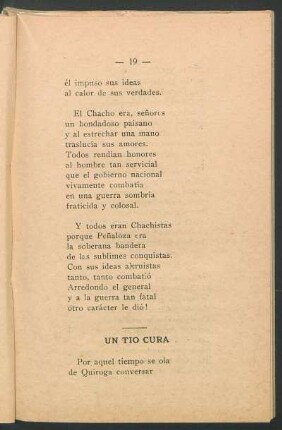 — 19 —
él impuso sus ideas
al calor de sus verdades.
El Chacho era, señores
un bondadoso paisano
y al estrechar una mano
traslucía sus amores.
Todos rendían honores
al hombre tan servicial
que el gobierno nacional
vivamente combatía
en una guerra sombría
fraticida y colosal.
Y todos eran Chachistas
porque Peñaloza era
la soberana bandera
de las sublimes conquistas.
Con sus ideas altruistas
tanto, tanto combatió
Arredondo el general
y a la guerra tan fatal
otro carácter le dió!
UN TIO CURA
Por aquel tiempo se oía
de Quiroga conversar